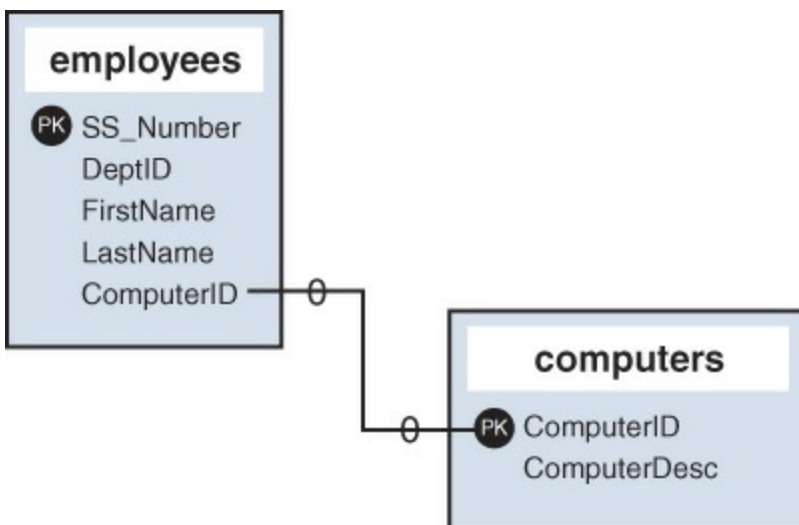 employees
PK SS_Number
DeptID
FirstName
LastName
ComputerID
computers
PK ComputerID
ComputerDesc